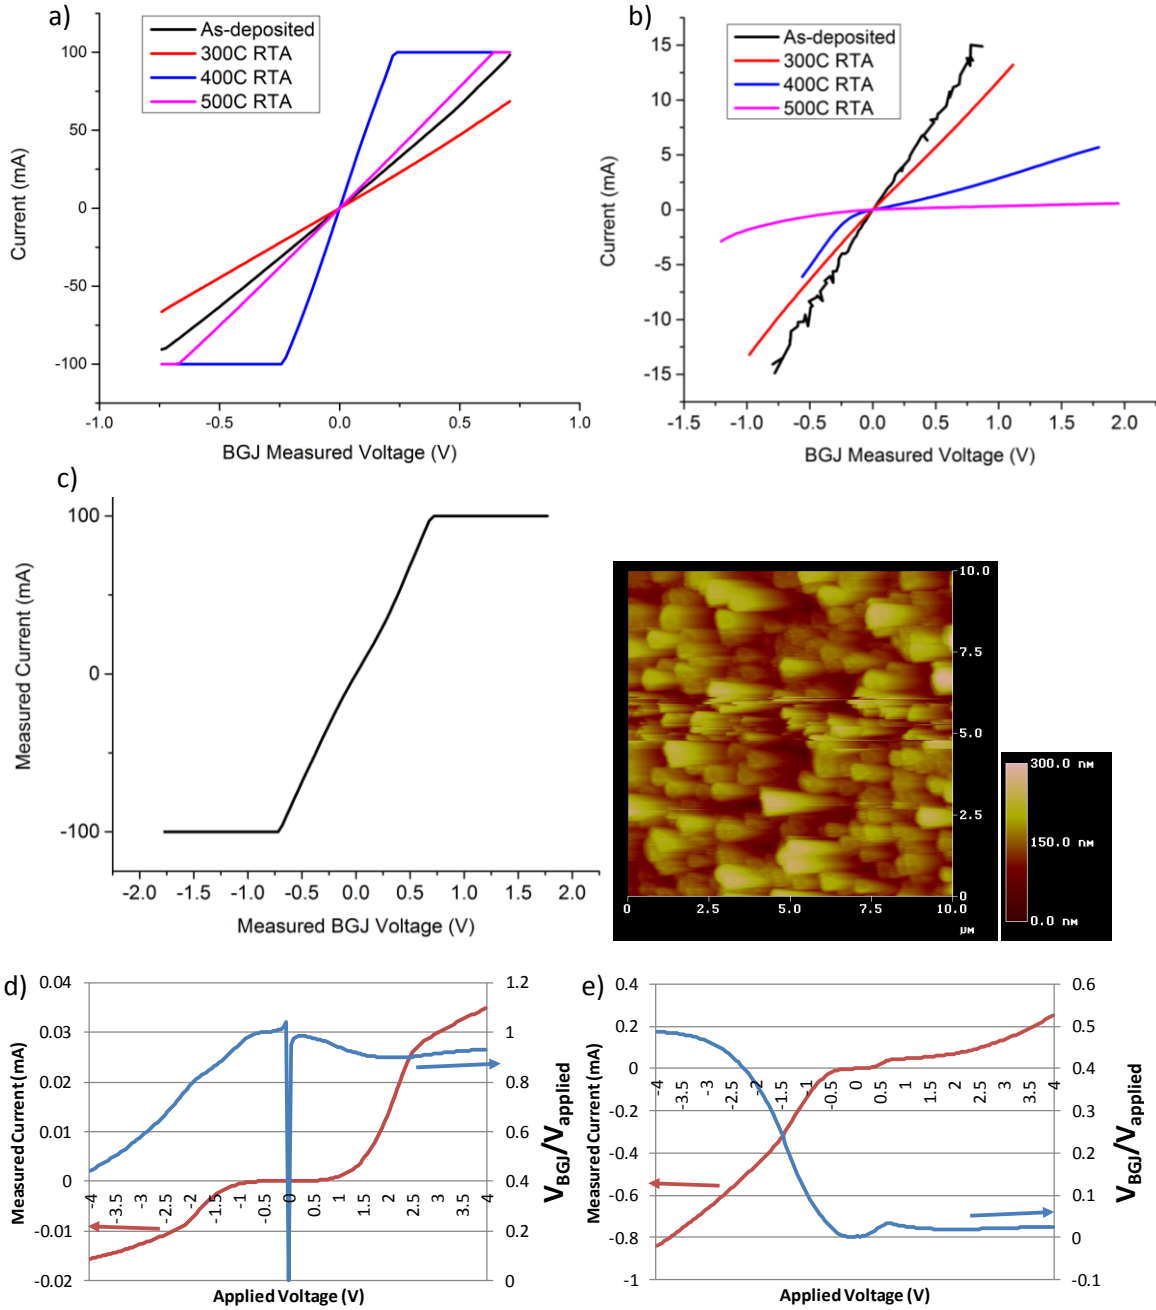 a)
As-deposited
300C RTA
400C RTA
500C RTA
100
50
0
-50
-100
Current (mA)
-1.0 -0.5 0.0 0.5 1.0
BGJ Measured Voltage (V)
b)
As-deposited
300C RTA
400C RTA
500C RTA
15
10
5
0
-5
-10
-15
Current (mA)
-1.5 -1.0 -0.5 0.0 0.5 1.0 1.5 2.0
BGJ Measured Voltage (V)
c)
100
0
-100
Measured Current (mA)
-2.0 -1.5 -1.0 -0.5 0.0 0.5 1.0 1.5 2.0
Measured BGJ Voltage (V)
10.0
7.5
5.0
2.5
0
0 2.5 5.0 7.5 10.0
μM
300.0 nM
150.0 nM
0.0 nM
d)
0.04
0.03
0.02
0.01
0
-0.01
-0.02
Measured Current (mA)
-4 -3.5 -3 -2.5 -2 -1.5 -1 -0.5 0 0.5 1 1.5 2 2.5 3 3.5 4
1.2
1
0.8
0.6
0.4
0.2
0
VBGJ/Vapplied
Applied Voltage (V)
e)
0.4
0.2
0
-0.2
-0.4
-0.6
-0.8
-1
Measured Current (mA)
-4 -3.5 -3 -2.5 -2 -1.5 -1 -0.5 0 0.5 1 1.5 2 2.5 3 3.5 4
0.6
0.5
0.4
0.3
0.2
0.1
0
-0.1
VBGJ/Vapplied
Applied Voltage (V)